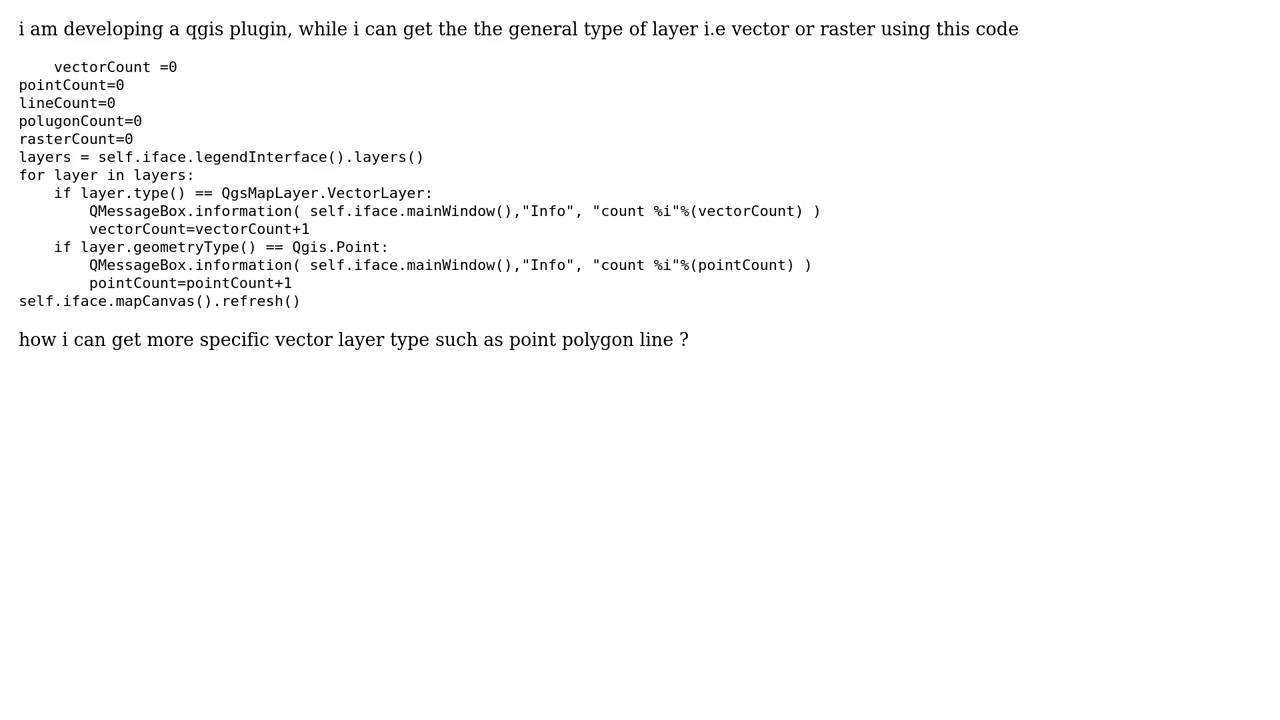 i am developing a qgis plugin, while i can get the the general type of layer i.e vector or raster using this code
    vectorCount =0
pointCount=0
lineCount=0
polugonCount=0
rasterCount=0
layers = self.iface.legendInterface().layers()
for layer in layers:
    if layer.type() == QgsMapLayer.VectorLayer:
        QMessageBox.information( self.iface.mainWindow(),"Info", "count %i"%(vectorCount) )
        vectorCount=vectorCount+1
    if layer.geometryType() == Qgis.Point:
        QMessageBox.information( self.iface.mainWindow(),"Info", "count %i"%(pointCount) )
        pointCount=pointCount+1
self.iface.mapCanvas().refresh()
how i can get more specific vector layer type such as point polygon line ?